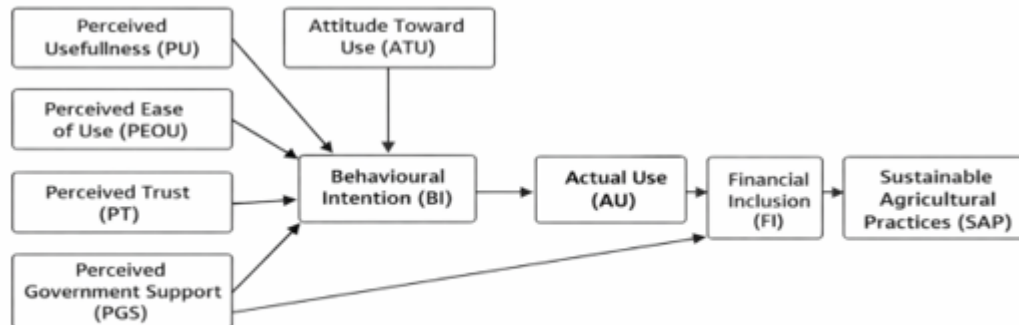 Perceived
Usefullness (PU)
Attitude Toward
Use (ATU)
Perceived Ease
of Use (PEOU)
Perceived Trust
(PT)
Behavioural
Intention (BI)
Actual Use
(AU)
Financial
Inclusion
(FI)
Sustainable
Agricultural
Practices (SAP)
Perceived
Government Support
(PGS)